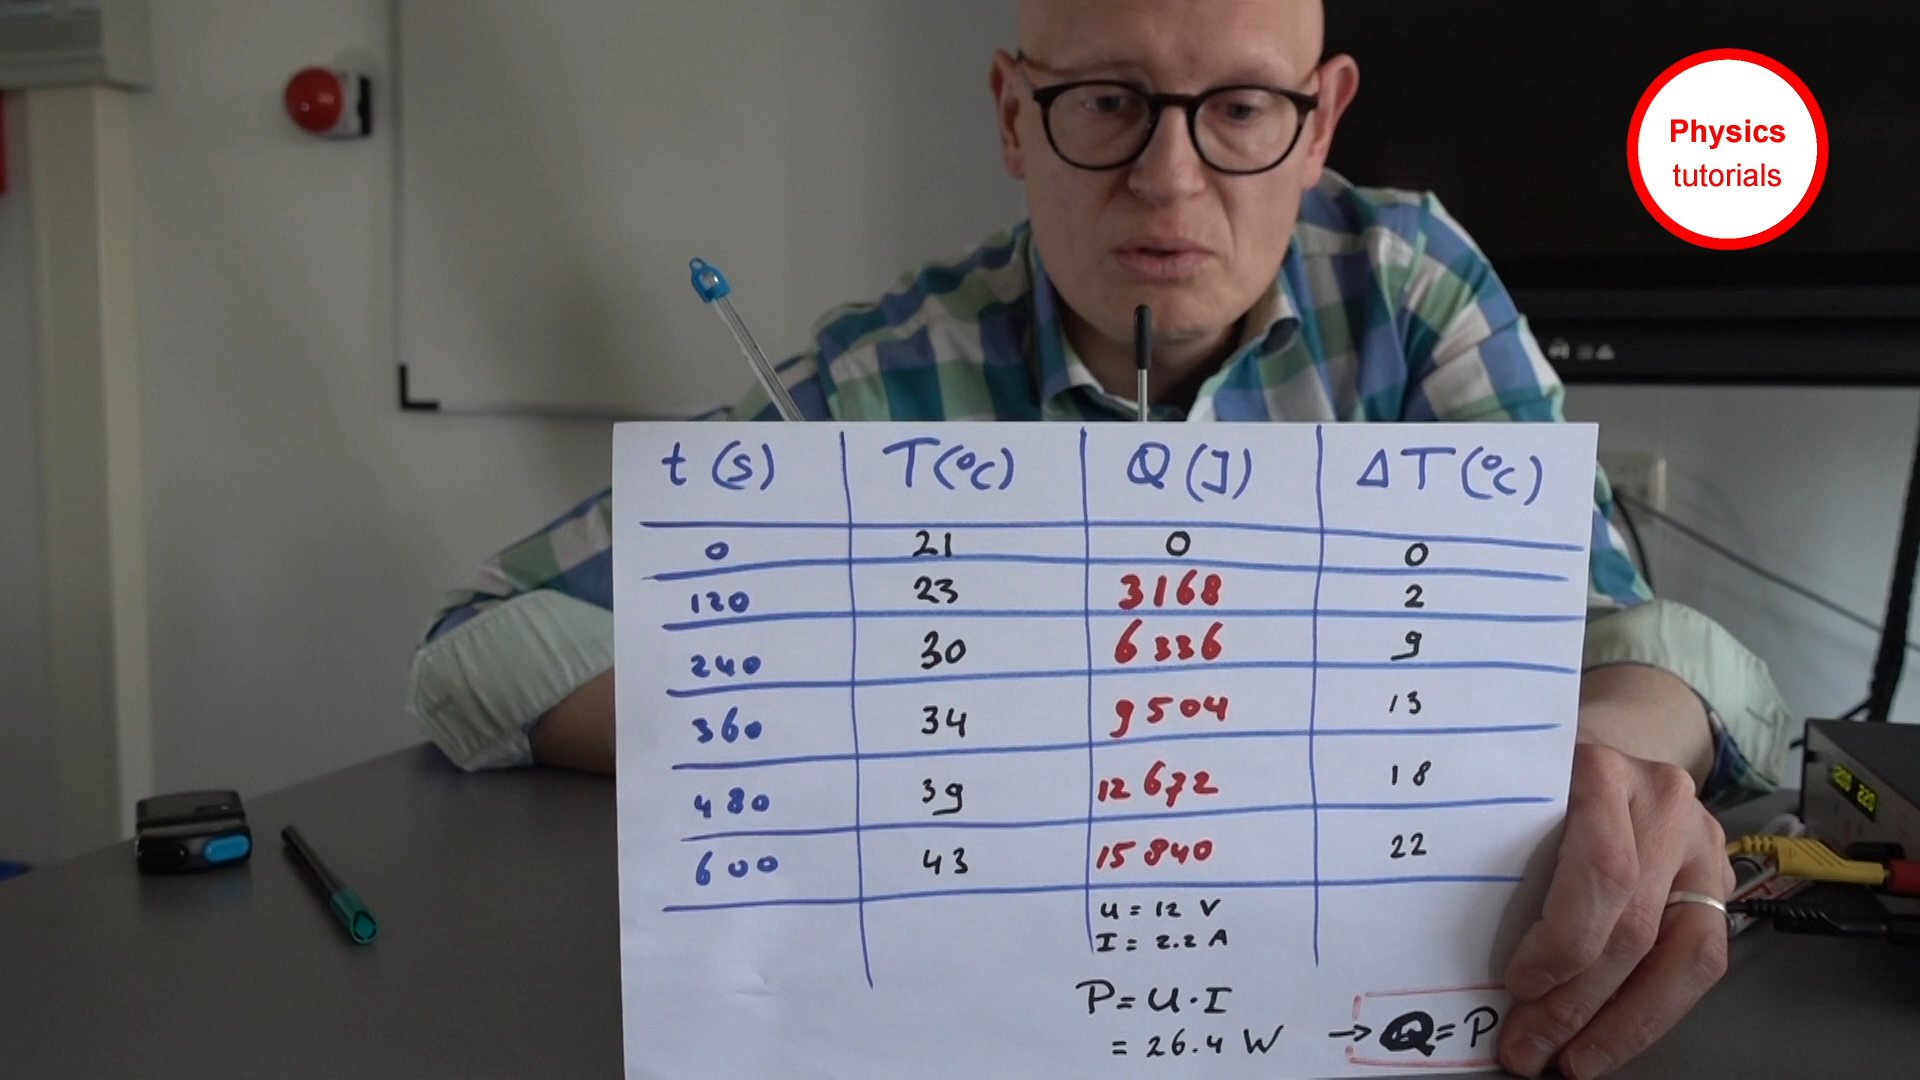 Physics
tutorials
t (s) T (°C) Q (J) ΔT (°C)
0 21 0 0
120 23 3168 2
240 30 6336 9
360 34 9504 13
480 39 12672 18
600 43 15840 22
U = 12 V
I = 2.2 A
P = U · I
= 26.4 W → Q = P